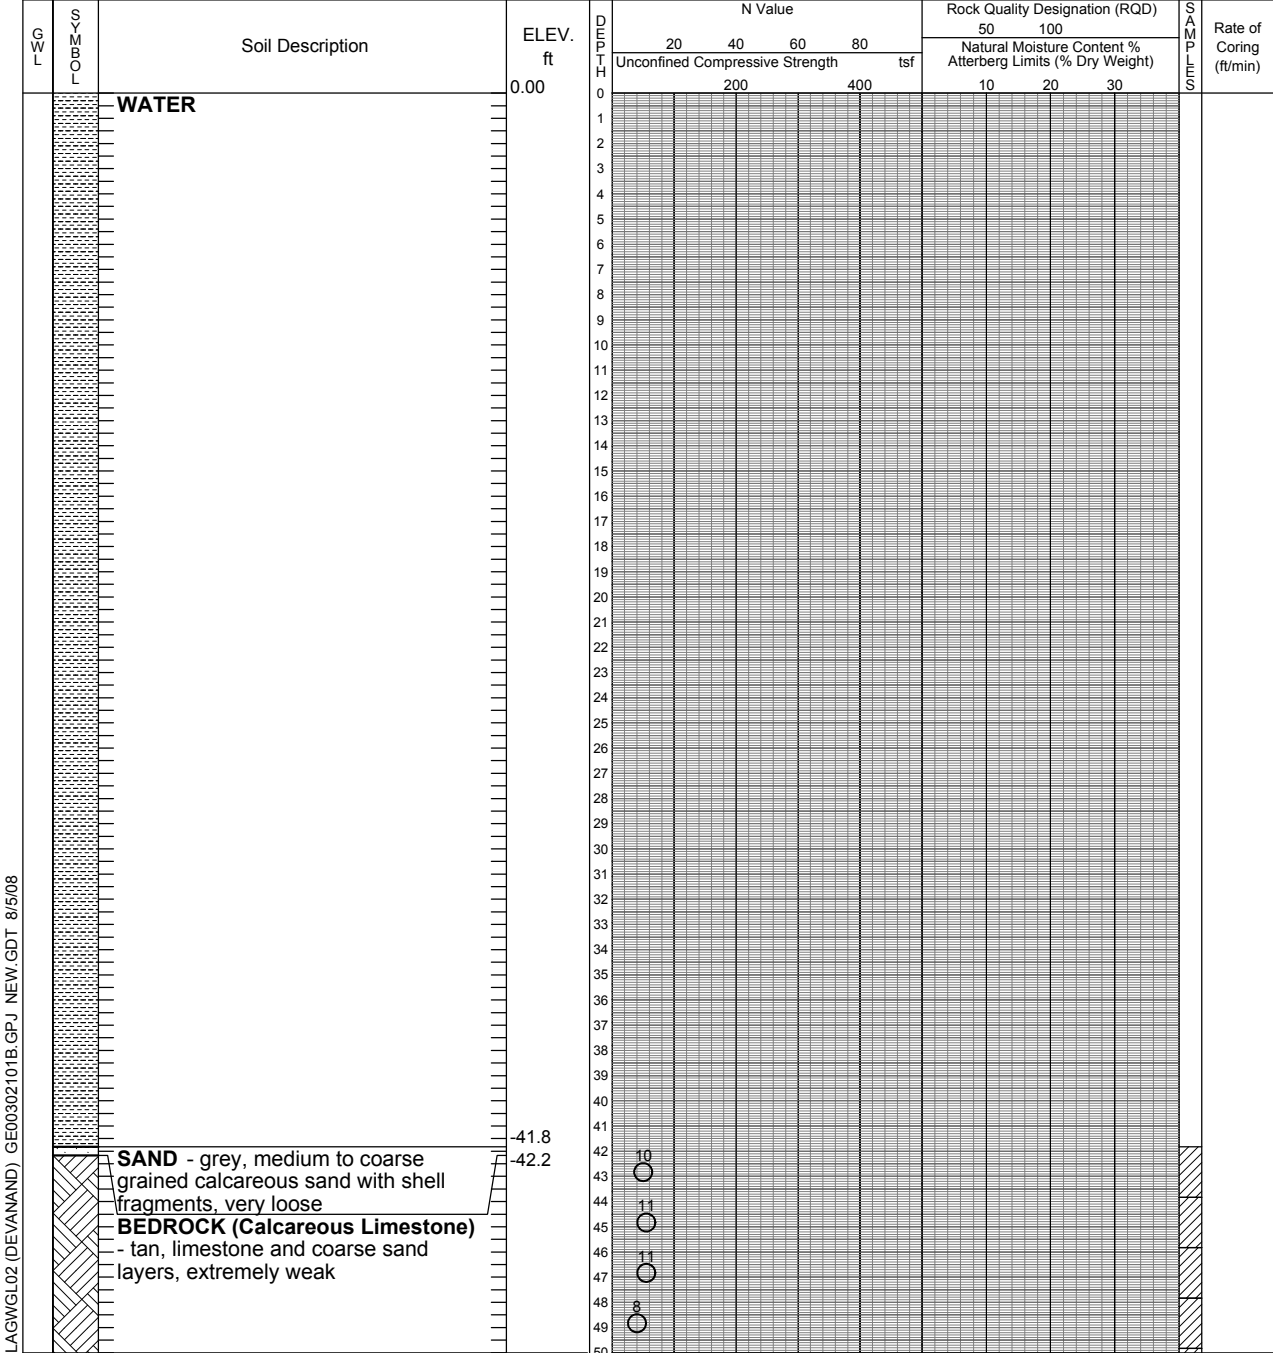 GWL
SYMBOL
Soil Description
ELEV.
ft
0.00
DEPTH
N Value
20 40 60 80
Unconfined Compressive Strength tsf
200 400
Rock Quality Designation (RQD)
50 100
Natural Moisture Content %
Atterberg Limits (% Dry Weight)
10 20 30
SAMPLES
Rate of
Coring
(ft/min)
WATER
0
1
2
3
4
5
6
7
8
9
10
11
12
13
14
15
16
17
18
19
20
21
22
23
24
25
26
27
28
29
30
31
32
33
34
35
36
37
38
39
40
41
42
43
44
45
46
47
48
49
50
-41.8
-42.2
SAND - grey, medium to coarse
grained calcareous sand with shell
fragments, very loose
BEDROCK (Calcareous Limestone)
- tan, limestone and coarse sand
layers, extremely weak
10
11
11
8
LAGWGL02 (DEVANAND) GE00302101B.GPJ NEW.GDT 8/5/08